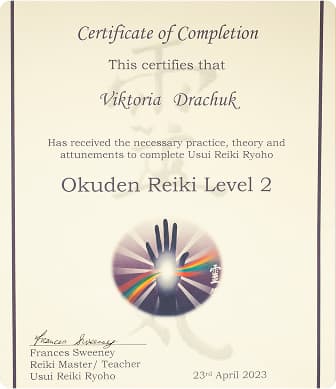 Certificate of Completion
This certifies that
Viktoria Drachuk
Has received the necessary practice, theory and
attunements to complete Usui Reiki Ryoho
Okuden Reiki Level 2
Frances Sweeney
Frances Sweeney
Reiki Master/ Teacher
Usui Reiki Ryoho
23rd April 2023